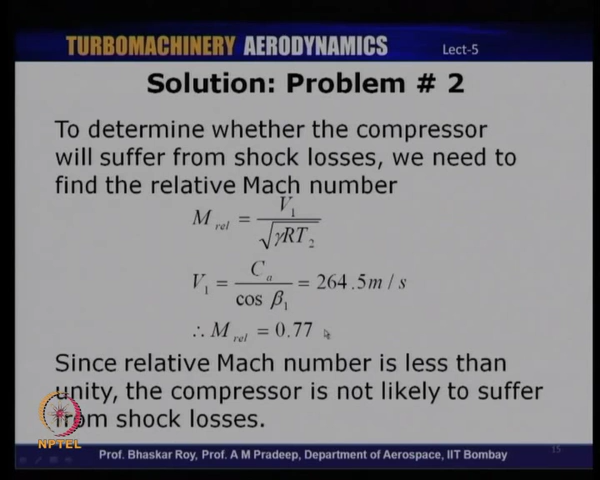 TURBOMACHINERY AERODYNAMICS Lect-5
Solution: Problem # 2
To determine whether the compressor
will suffer from shock losses, we need to
find the relative Mach number
M_rel = V_1 / √(γRT_2)
V_1 = C_a / cos β_1 = 264.5m / s
∴ M_rel = 0.77
Since relative Mach number is less than
unity, the compressor is not likely to suffer
from shock losses.
NPTEL
Prof. Bhaskar Roy, Prof. A M Pradeep, Department of Aerospace, IIT Bombay
15